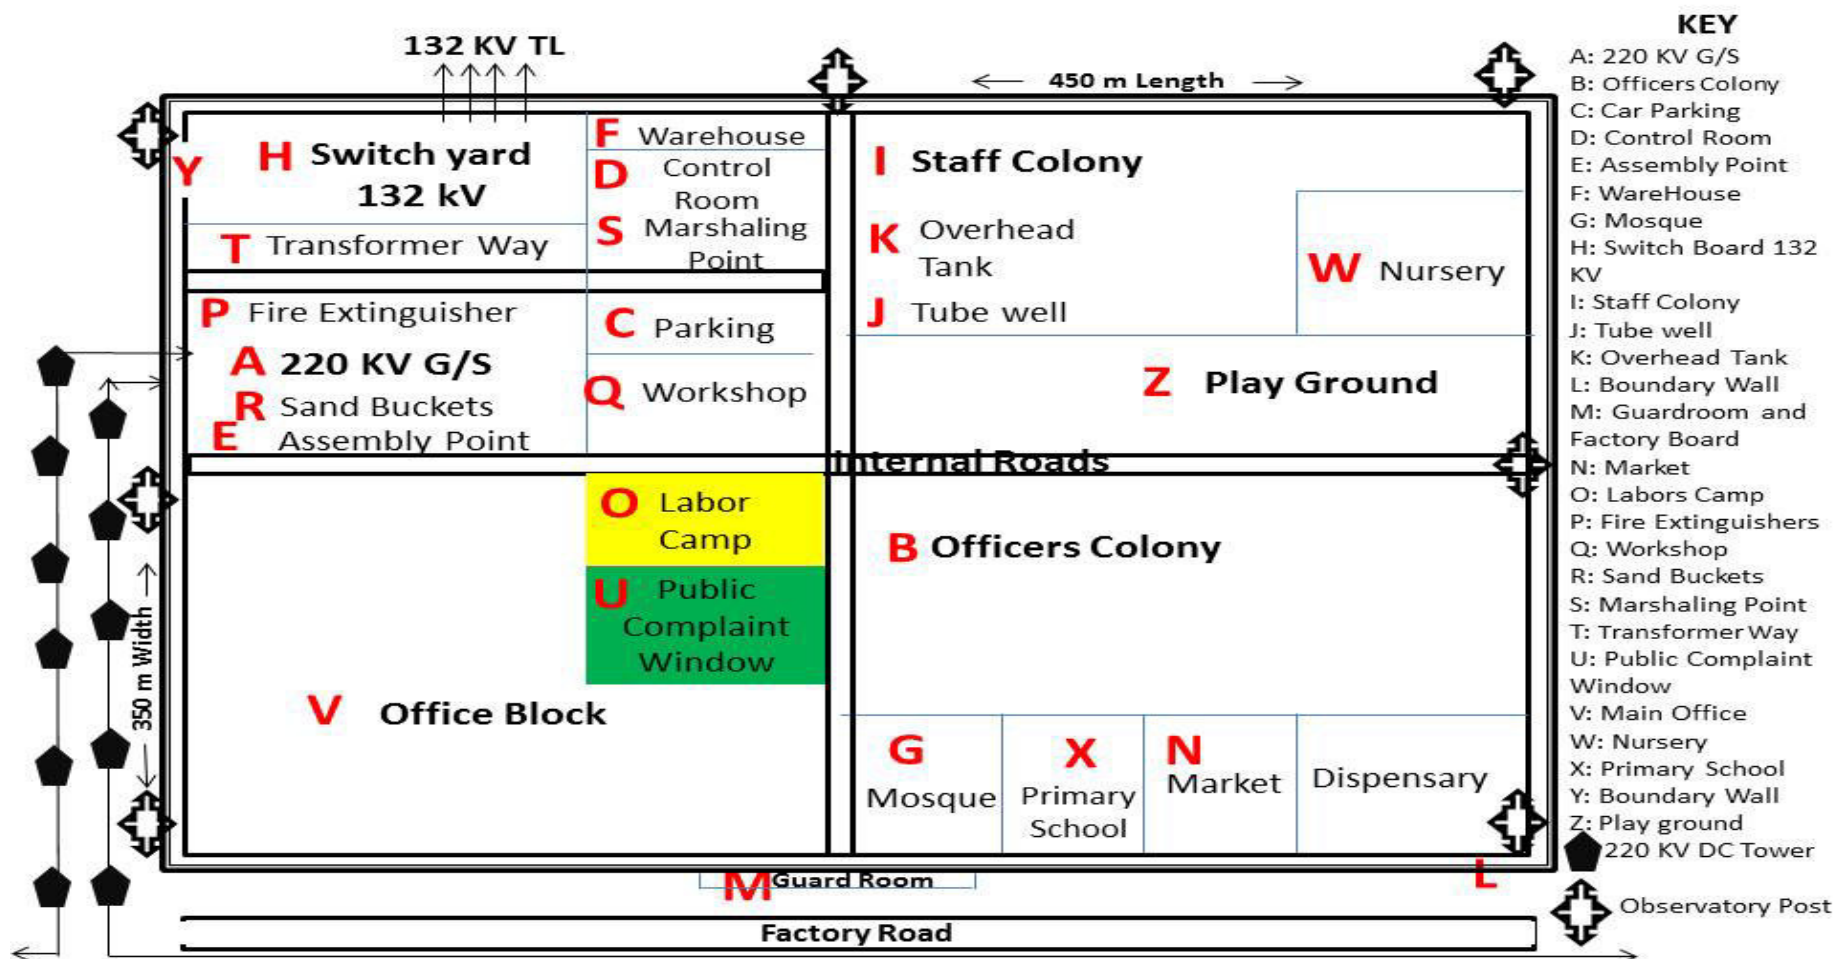 132 KV TL
450 m Length
H Switch yard
132 kV
Y
T Transformer Way
F Warehouse
D Control
Room
S Marshaling
Point
P Fire Extinguisher
A 220 KV G/S
R Sand Buckets
E Assembly Point
C Parking
Q Workshop
I Staff Colony
K Overhead
Tank
J Tube well
W Nursery
Z Play Ground
Internal Roads
O Labor
Camp
U Public
Complaint
Window
V Office Block
350 m Width
B Officers Colony
G
Mosque
X
Primary
School
N
Market
Dispensary
M Guard Room
L
Factory Road
KEY
A: 220 KV G/S
B: Officers Colony
C: Car Parking
D: Control Room
E: Assembly Point
F: WareHouse
G: Mosque
H: Switch Board 132
KV
I: Staff Colony
J: Tube well
K: Overhead Tank
L: Boundary Wall
M: Guardroom and
Factory Board
N: Market
O: Labors Camp
P: Fire Extinguishers
Q: Workshop
R: Sand Buckets
S: Marshaling Point
T: Transformer Way
U: Public Complaint
Window
V: Main Office
W: Nursery
X: Primary School
Y: Boundary Wall
Z: Play ground
220 KV DC Tower
Observatory Post